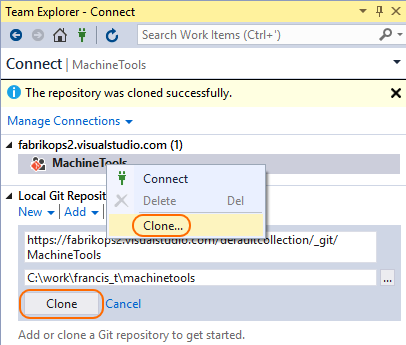 Team Explorer - Connect
Search Work Items (Ctrl+')
Connect | MachineTools
The repository was cloned successfully.
Manage Connections
fabrikops2.visualstudio.com (1)
MachineTools
Connect
Delete Del
Clone...
Local Git Reposit
New Add
https://fabrikops2.visualstudio.com/defaultcollection/_git/
MachineTools
C:\work\francis_t\machinetools
...
Clone Cancel
Add or clone a Git repository to get started.